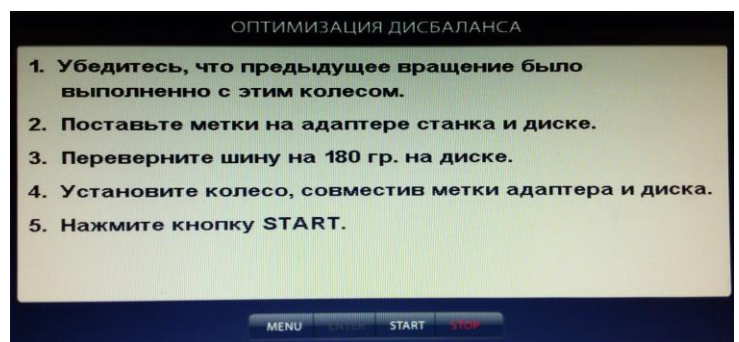 ОПТИМИЗАЦИЯ ДИСБАЛАНСА
1. Убедитесь, что предыдущее вращение было
выполненно с этим колесом.
2. Поставьте метки на адаптере станка и диске.
3. Переверните шину на 180 гр. на диске.
4. Установите колесо, совместив метки адаптера и диска.
5. Нажмите кнопку START.
MENU ENTER START STOP